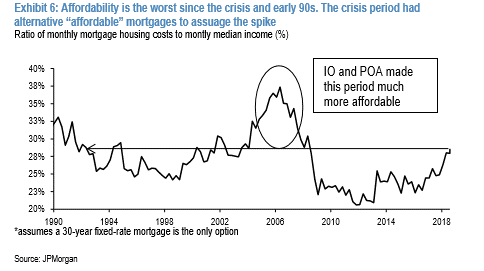 Exhibit 6: Affordability is the worst since the crisis and early 90s. The crisis period had
alternative “affordable” mortgages to assuage the spike
Ratio of monthly mortgage housing costs to montly median income (%)
40%
38%
35%
33%
30%
28%
25%
23%
20%
IO and POA made
this period much
more affordable
1990 1994 1998 2002 2006 2010 2014 2018
*assumes a 30-year fixed-rate mortgage is the only option
Source: JPMorgan